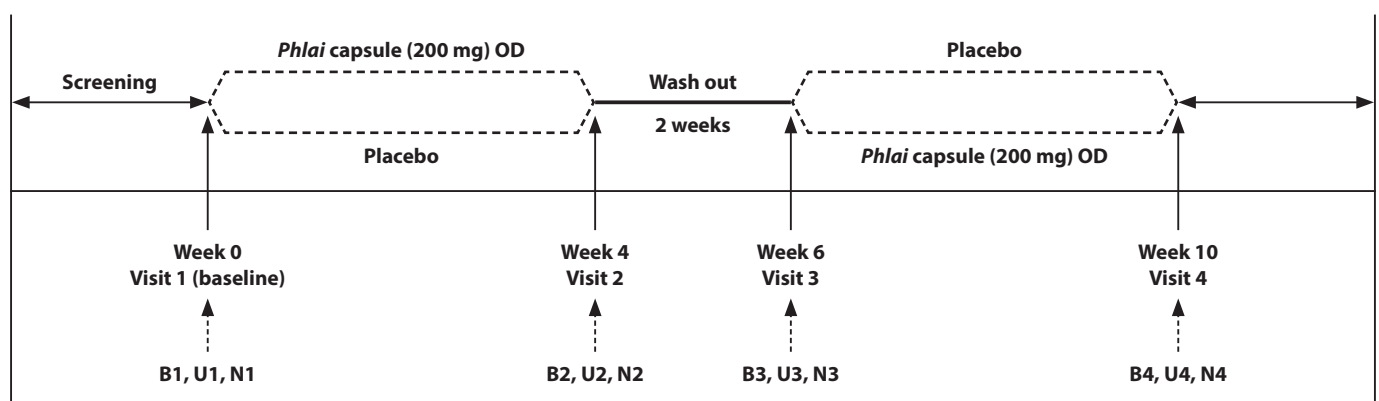 Phlai capsule (200 mg) OD
Placebo
Screening
Wash out
2 weeks
Placebo
Phlai capsule (200 mg) OD
Week 0
Visit 1 (baseline)
Week 4
Visit 2
Week 6
Visit 3
Week 10
Visit 4
B1, U1, N1
B2, U2, N2
B3, U3, N3
B4, U4, N4